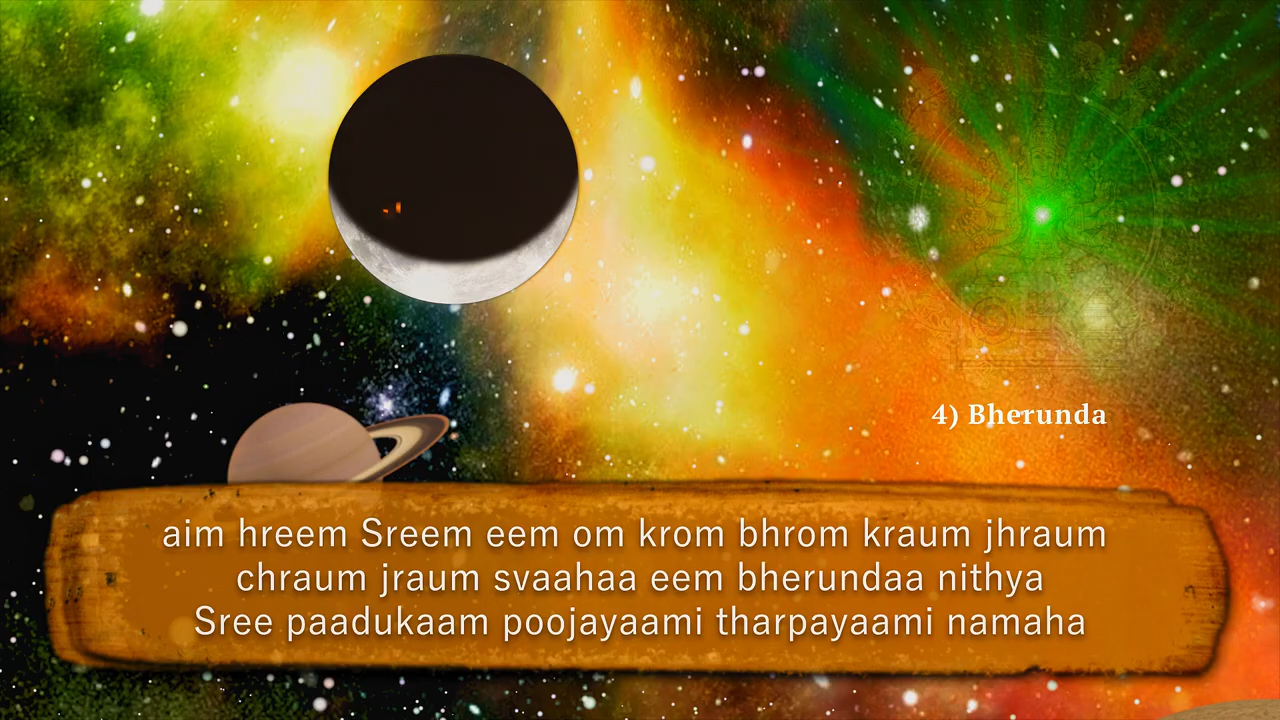 4) Bherunda
aim hreem Sreem eem om krom bhrom kraum jhraum
chraum jraum svaahaa eem bherundaa nithya
Sree paadukaam poojayaami tharpayaami namaha